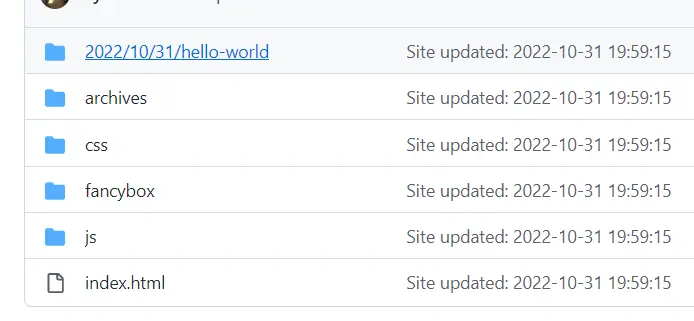 2022/10/31/hello-world Site updated: 2022-10-31 19:59:15
archives Site updated: 2022-10-31 19:59:15
css Site updated: 2022-10-31 19:59:15
fancybox Site updated: 2022-10-31 19:59:15
js Site updated: 2022-10-31 19:59:15
index.html Site updated: 2022-10-31 19:59:15